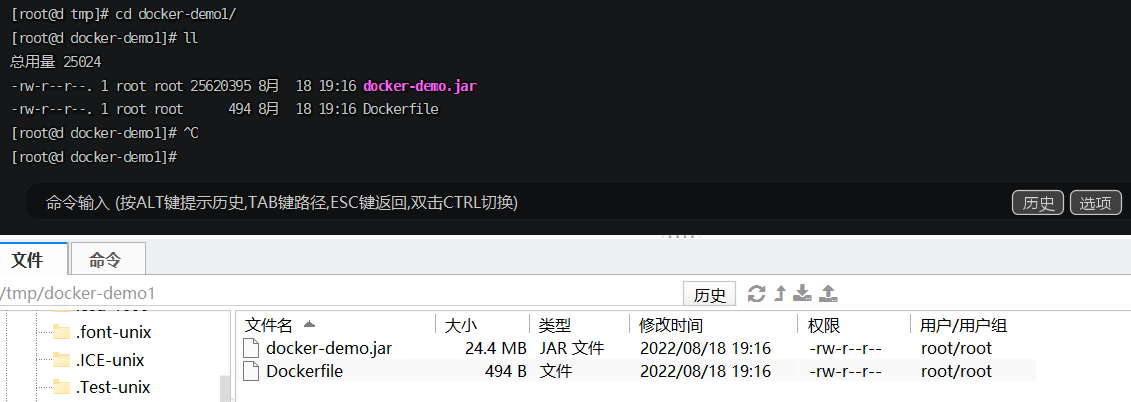 [root@d tmp]# cd docker-demo1/
[root@d docker-demo1]# ll
总用量 25024
-rw-r--r--. 1 root root 25620395 8月 18 19:16 docker-demo.jar
-rw-r--r--. 1 root root 494 8月 18 19:16 Dockerfile
[root@d docker-demo1]# ^C
[root@d docker-demo1]#
命令输入 (按ALT键提示历史,TAB键路径,ESC键返回,双击CTRL切换) 历史 选项
文件 命令
/tmp/docker-demo1 历史
文件名 大小 类型 修改时间 权限 用户/用户组
.font-unix
docker-demo.jar 24.4 MB JAR 文件 2022/08/18 19:16 -rw-r--r-- root/root
.ICE-unix
Dockerfile 494 B 文件 2022/08/18 19:16 -rw-r--r-- root/root
.Test-unix